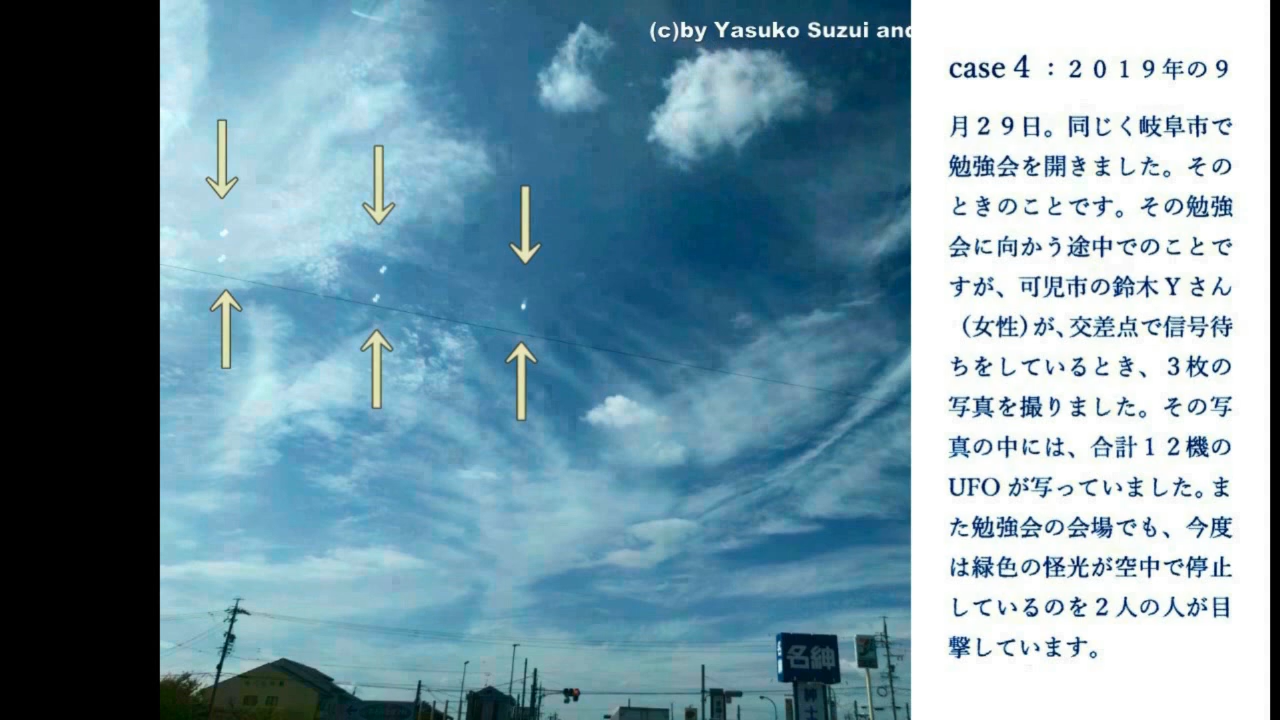 (c)by Yasuko Suzui and
case 4：２０１９年の９
月２９日。同じく岐阜市で
勉強会を開きました。その
ときのことです。その勉強
会に向かう途中でのことで
すが、可児市の鈴木Ｙさん
（女性）が、交差点で信号待
ちをしているとき、３枚の
写真を撮りました。その写
真の中には、合計１２機の
UFO が写っていました。ま
た勉強会の会場でも、今度
は緑色の怪光が空中で停止
しているのを２人の人が目
撃しています。
名紳
紳士